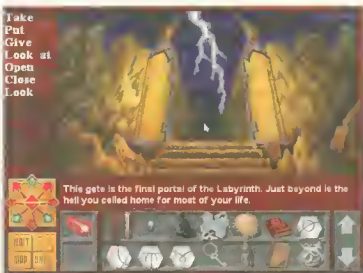 Take
Put
Give
Look at
Open
Close
Look
This gate is the final portal of the Labyrinth. Just beyond is the
hell you called home for most of your life.